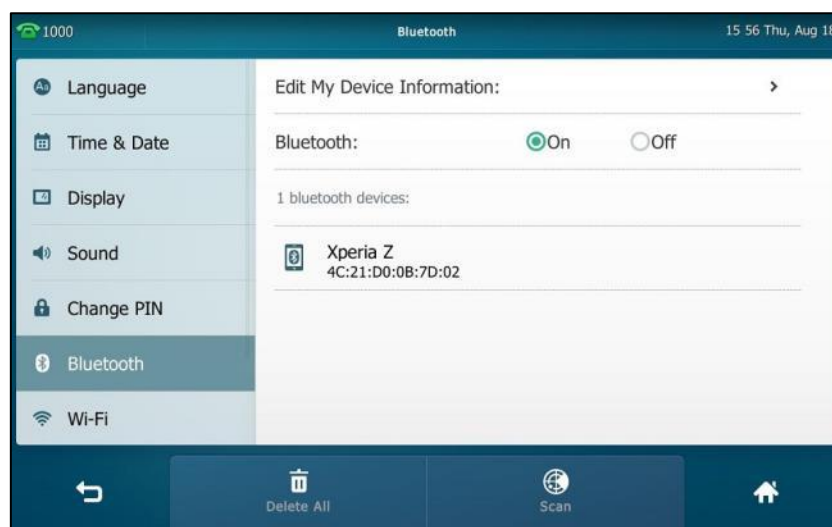 1000
Bluetooth
15 56 Thu, Aug 18
Language
Time & Date
Display
Sound
Change PIN
Bluetooth
Wi-Fi
Edit My Device Information:
Bluetooth: On Off
1 bluetooth devices:
Xperia Z
4C:21:D0:0B:7D:02
Delete All
Scan